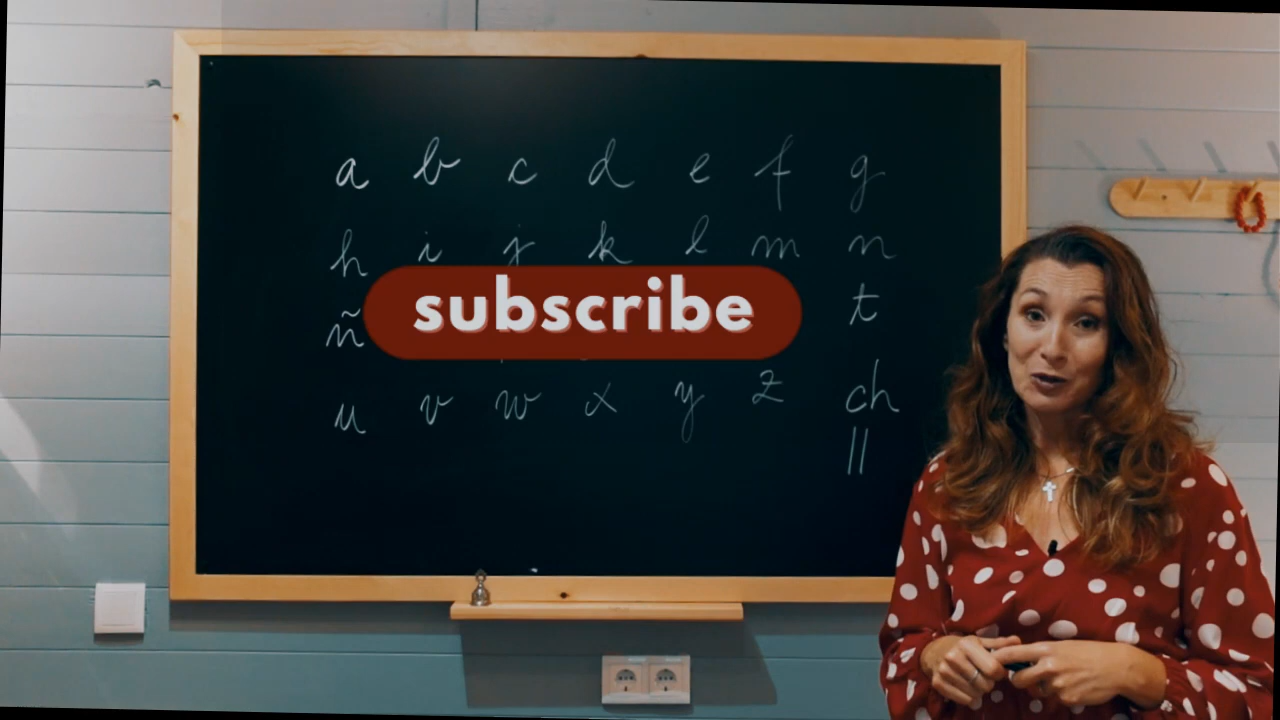 a b c d e f g
h i j k l m n
ñ subscribe t
u v w x y z ch
ll